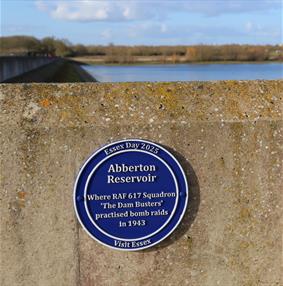 Essex Day 2025
Abberton
Reservoir
Where RAF 617 Squadron
'The Dam Busters'
practised bomb raids
in 1943
Visit Essex